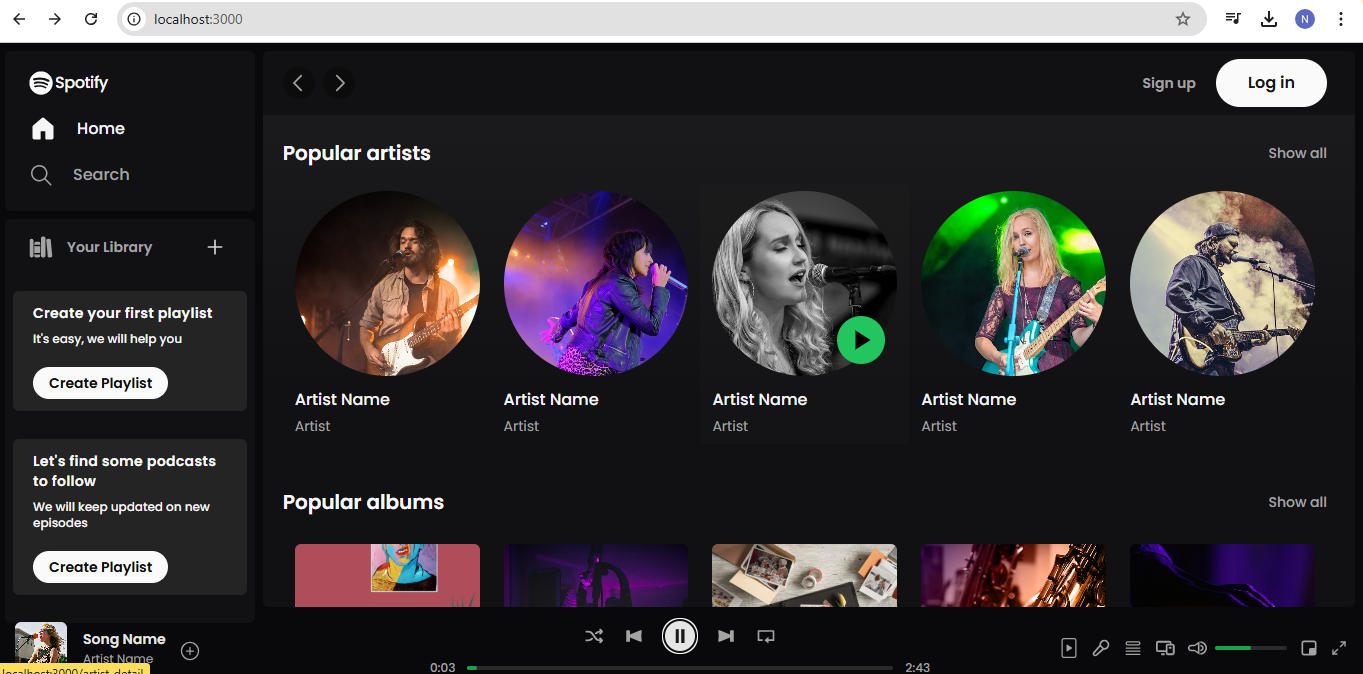 localhost:3000
N
Spotify
Home
Search
Your Library
Create your first playlist
It's easy, we will help you
Create Playlist
Let's find some podcasts
to follow
We will keep updated on new
episodes
Create Playlist
Sign up
Log in
Popular artists
Show all
Artist Name
Artist
Artist Name
Artist
Artist Name
Artist
Artist Name
Artist
Artist Name
Artist
Popular albums
Show all
Song Name
Artist Name
0:03
2:43
localhost:3000/artist_detail